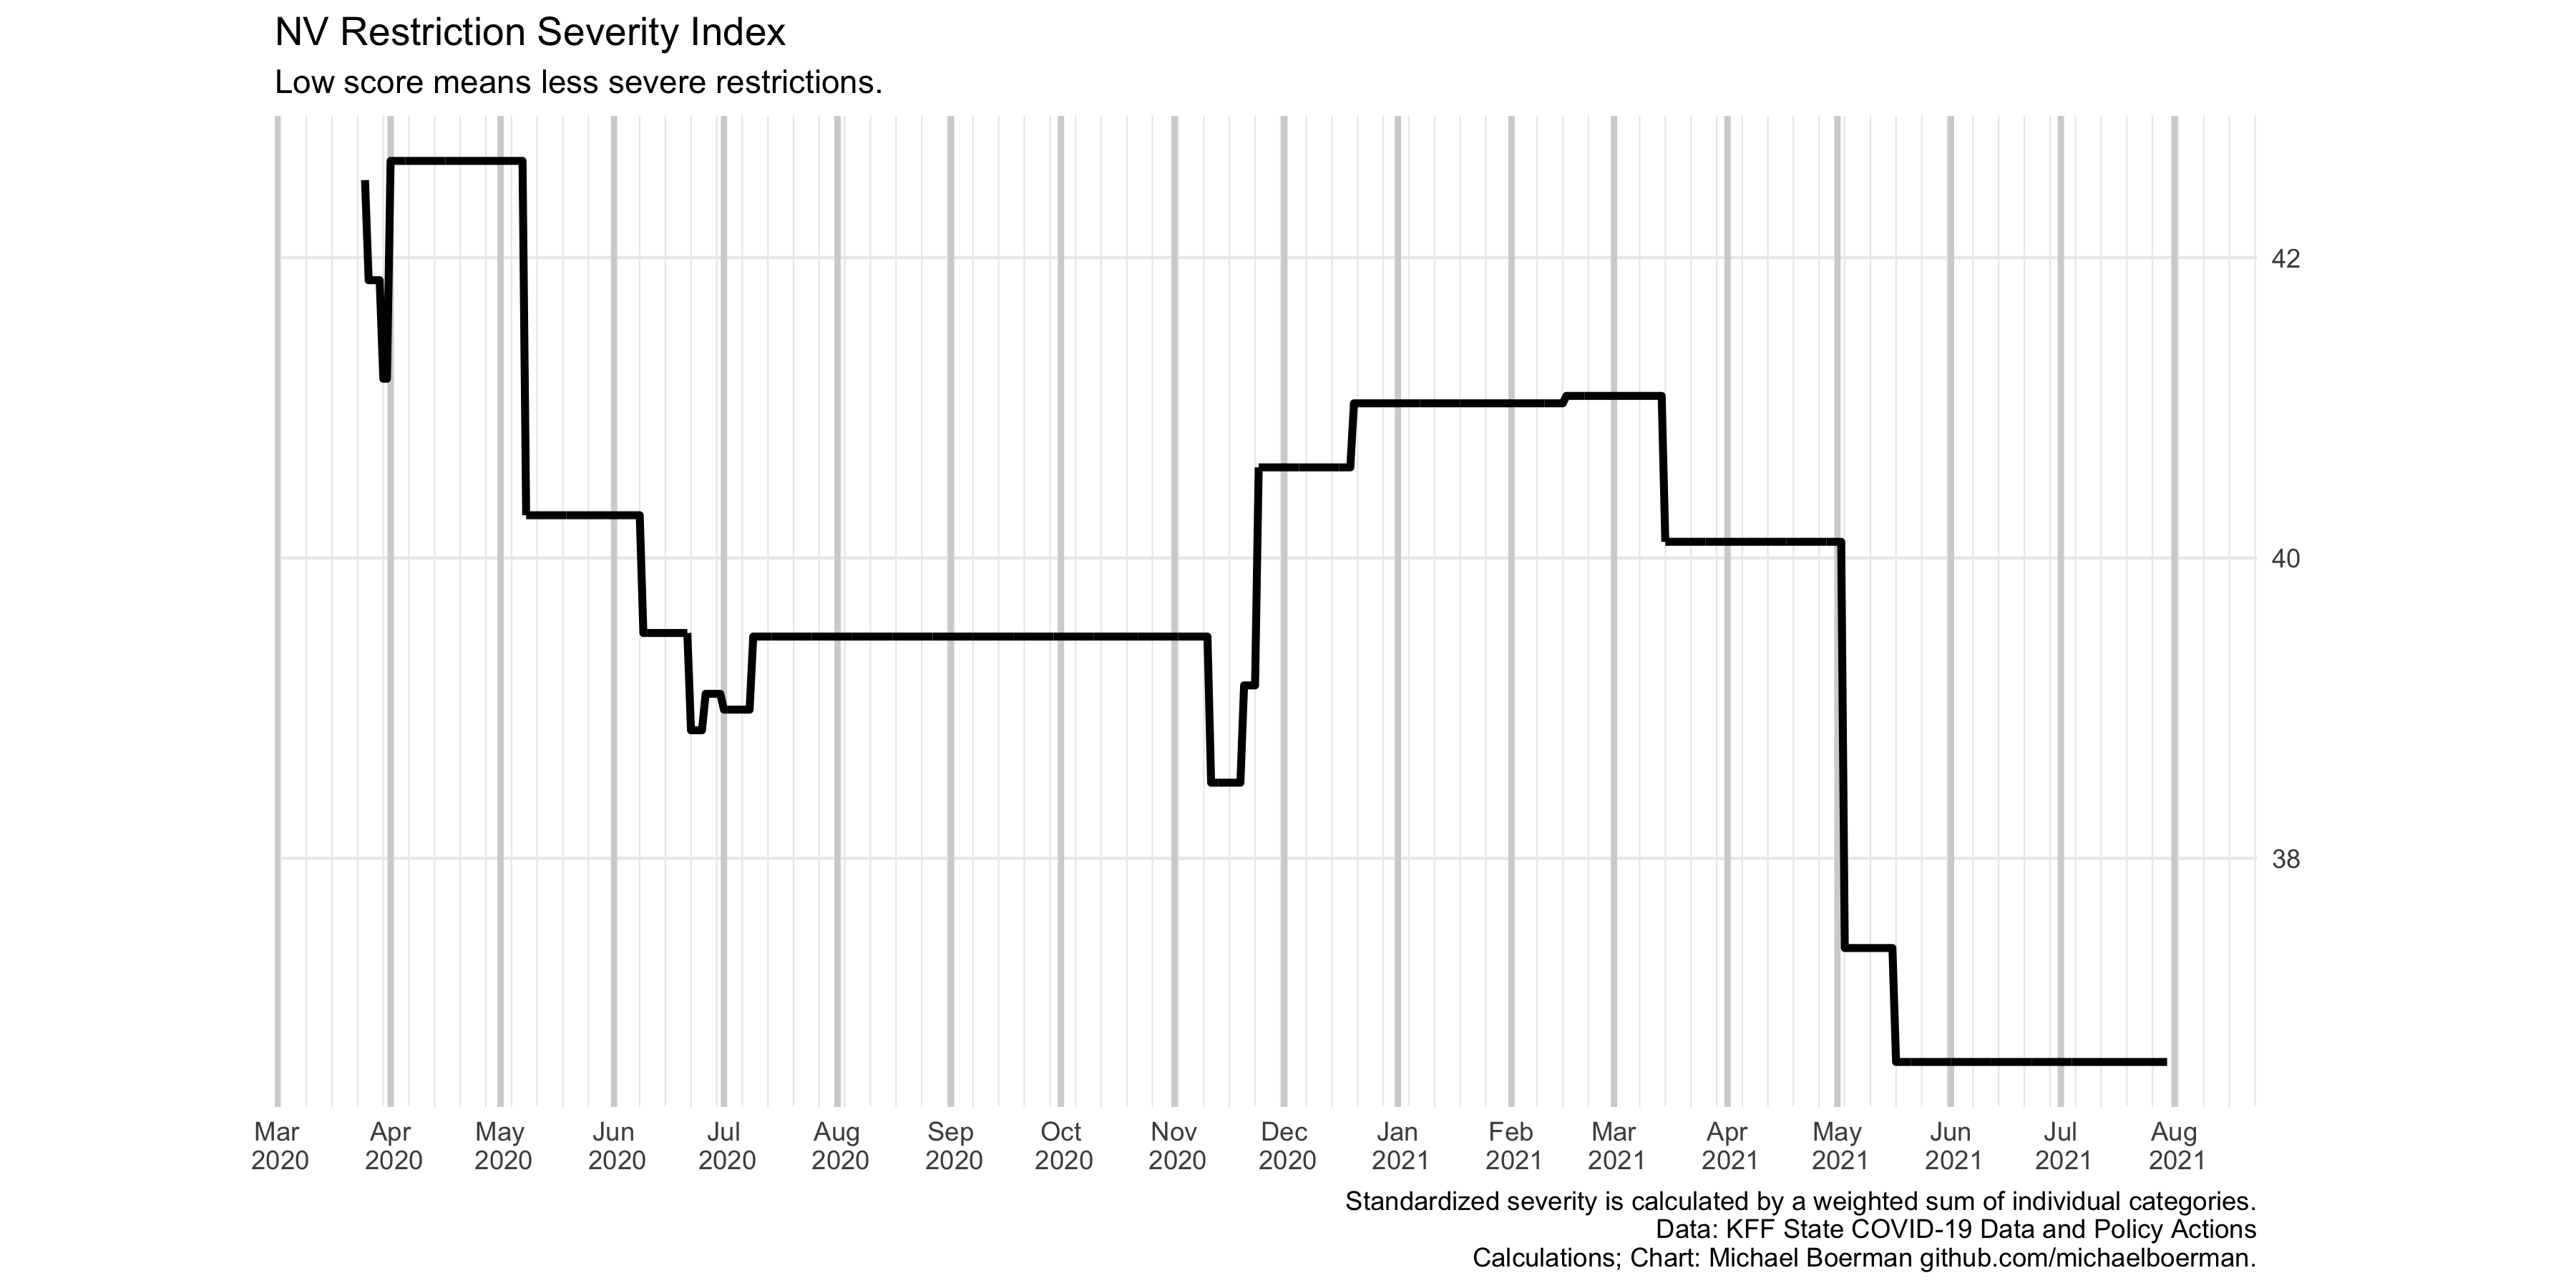 NV Restriction Severity Index
Low score means less severe restrictions.
42
40
38
Mar Apr May Jun Jul Aug Sep Oct Nov Dec Jan Feb Mar Apr May Jun Jul Aug
2020 2020 2020 2020 2020 2020 2020 2020 2020 2020 2021 2021 2021 2021 2021 2021 2021 2021
Standardized severity is calculated by a weighted sum of individual categories.
Data: KFF State COVID-19 Data and Policy Actions
Calculations; Chart: Michael Boerman github.com/michaelboerman.